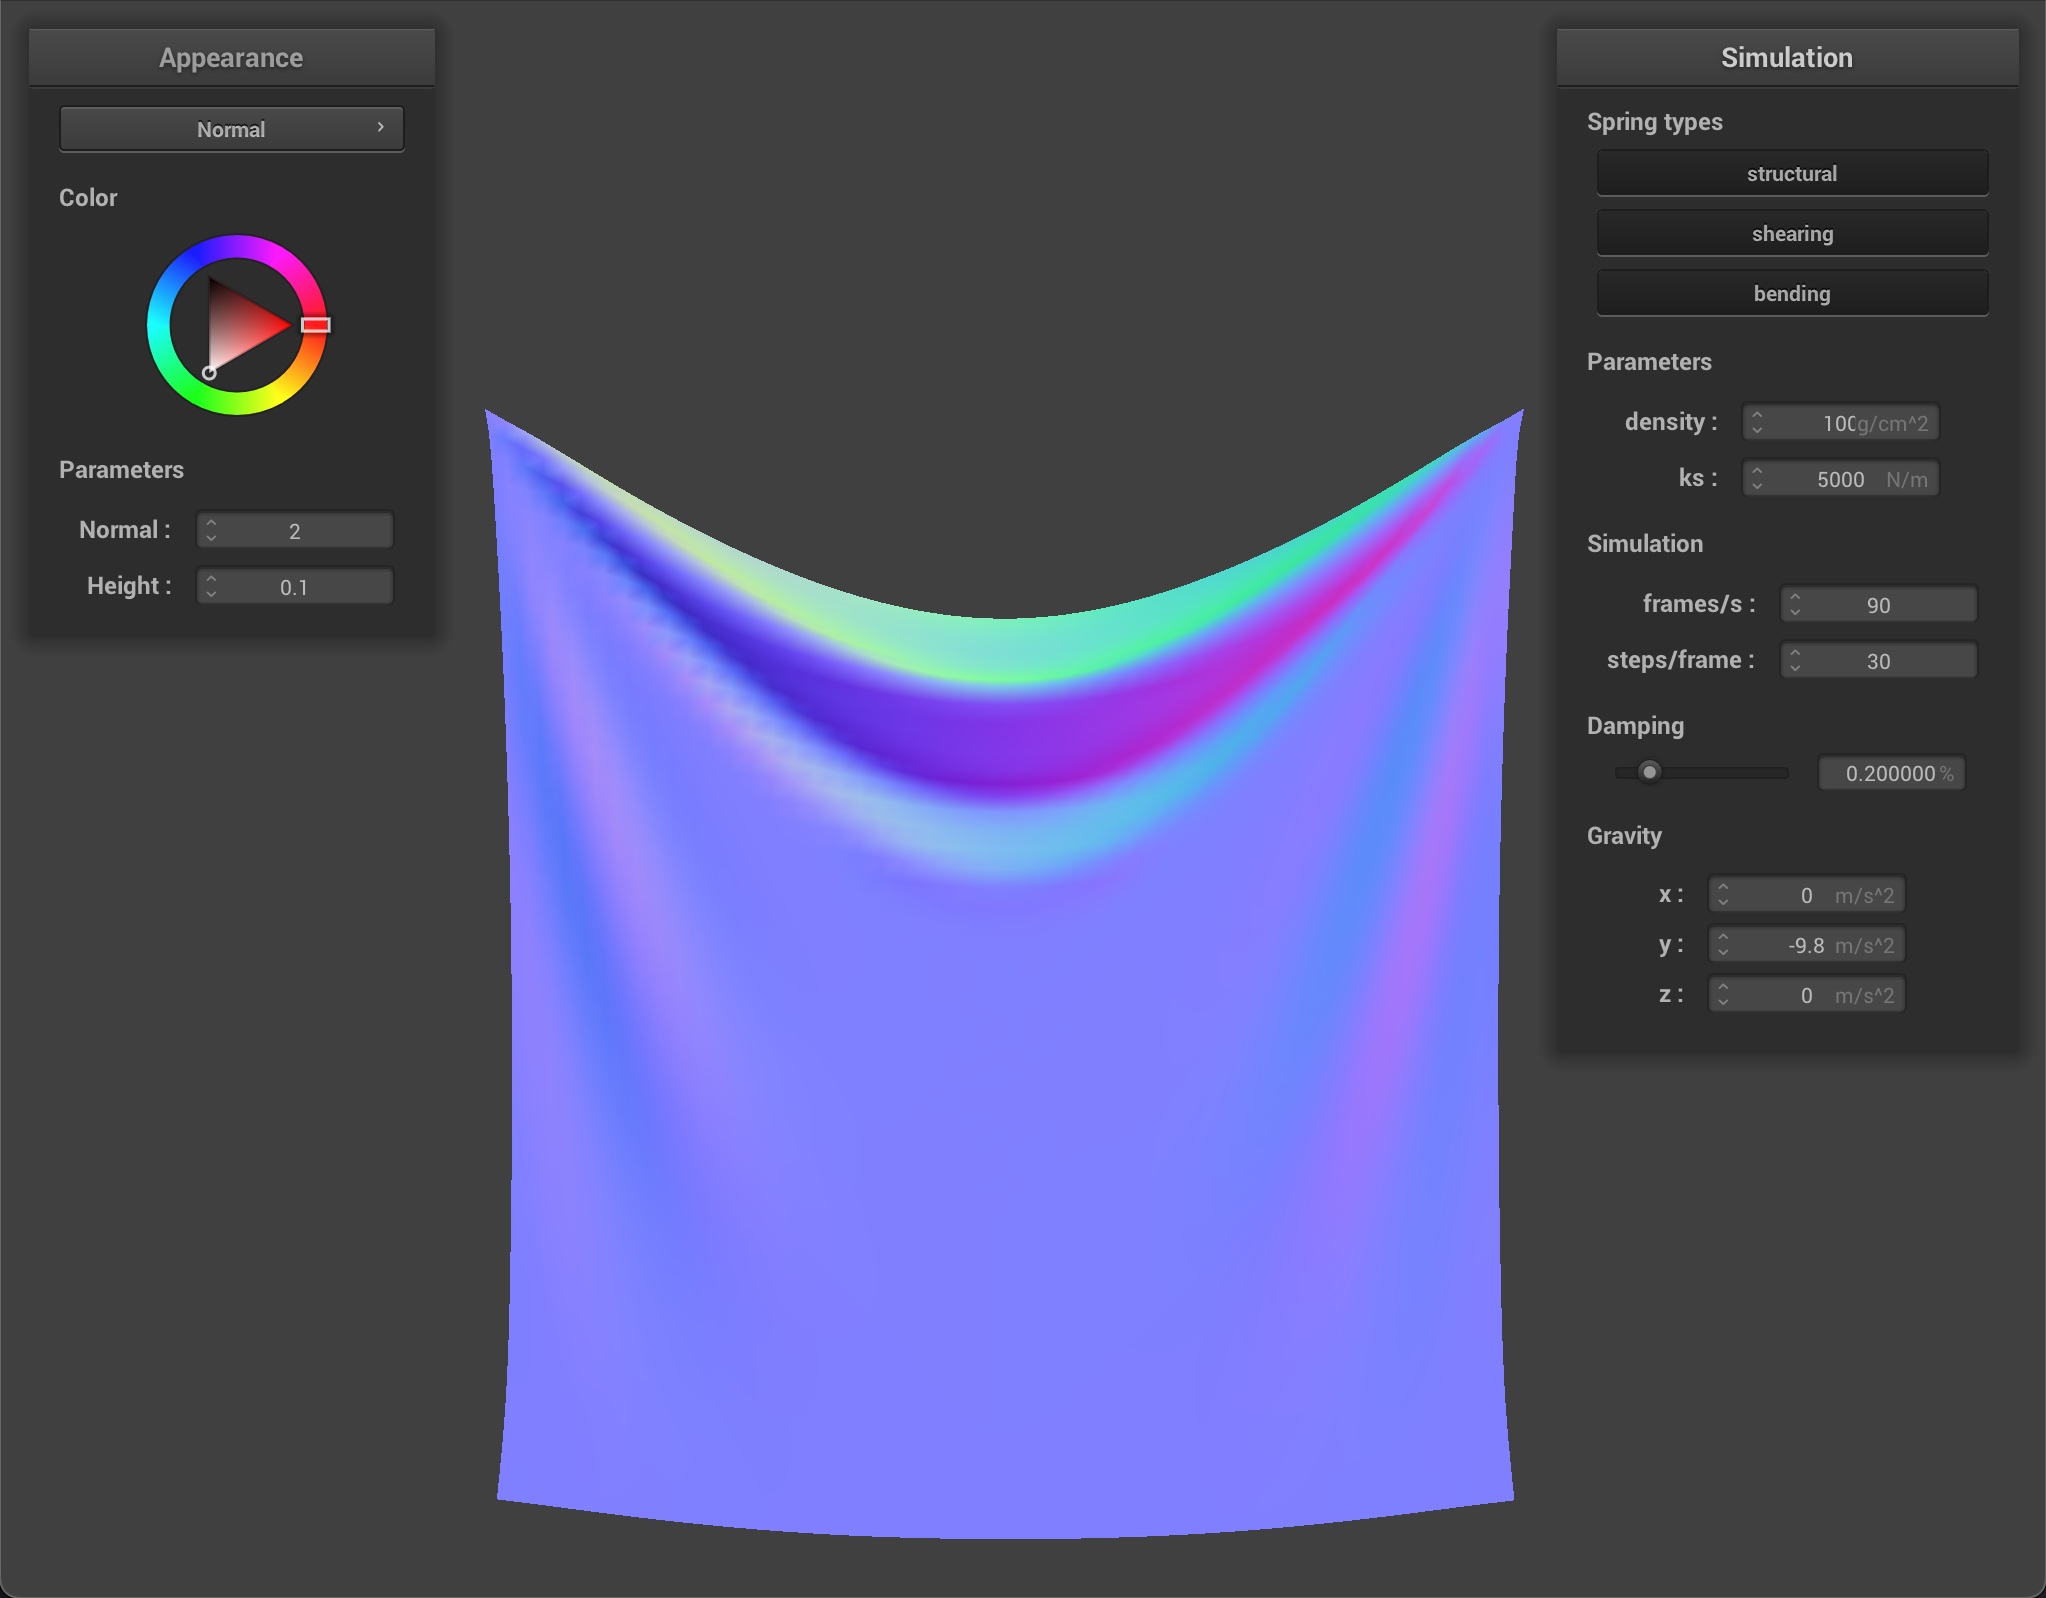 Appearance
Normal
Color
Parameters
Normal : 2
Height : 0.1
Simulation
Spring types
structural
shearing
bending
Parameters
density : 100 g/cm^2
ks : 5000 N/m
Simulation
frames/s : 90
steps/frame : 30
Damping
0.200000 %
Gravity
x : 0 m/s^2
y : -9.8 m/s^2
z : 0 m/s^2